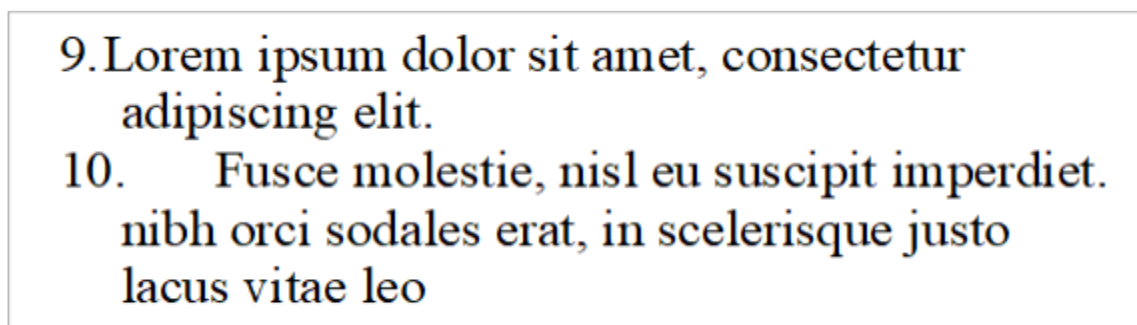 9. Lorem ipsum dolor sit amet, consectetur
adipiscing elit.
10. Fusce molestie, nisl eu suscipit imperdiet.
nibh orci sodales erat, in scelerisque justo
lacus vitae leo